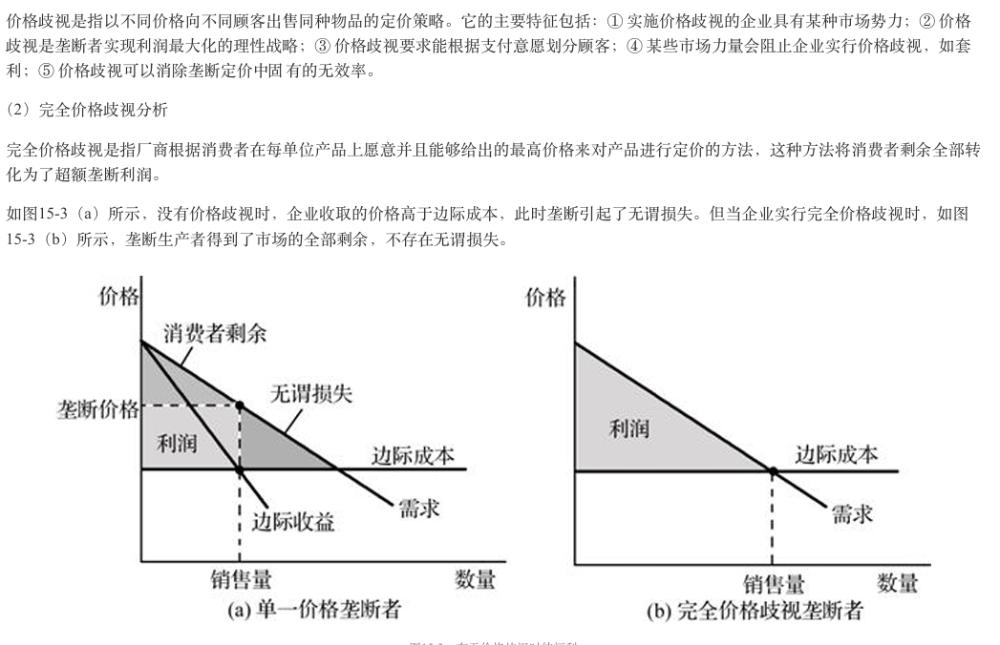 价格歧视是指以不同价格向不同顾客出售同种物品的定价策略。它的主要特征包括：① 实施价格歧视的企业具有某种市场势力；② 价格
歧视是垄断者实现利润最大化的理性战略；③ 价格歧视要求能根据支付意愿划分顾客；④ 某些市场力量会阻止企业实行价格歧视，如套
利；⑤ 价格歧视可以消除垄断定价中固有的无效率。
（2）完全价格歧视分析
完全价格歧视是指厂商根据消费者在每单位产品上愿意并且能够给出的最高价格来对产品进行定价的方法，这种方法将消费者剩余全部转
化为了超额垄断利润。
如图15-3（a）所示，没有价格歧视时，企业收取的价格高于边际成本，此时垄断引起了无谓损失。但当企业实行完全价格歧视时，如图
15-3（b）所示，垄断生产者得到了市场的全部剩余，不存在无谓损失。
价格
消费者剩余
无谓损失
垄断价格
利润
边际成本
需求
边际收益
销售量
数量
(a) 单一价格垄断者
价格
利润
边际成本
需求
销售量
数量
(b) 完全价格歧视垄断者